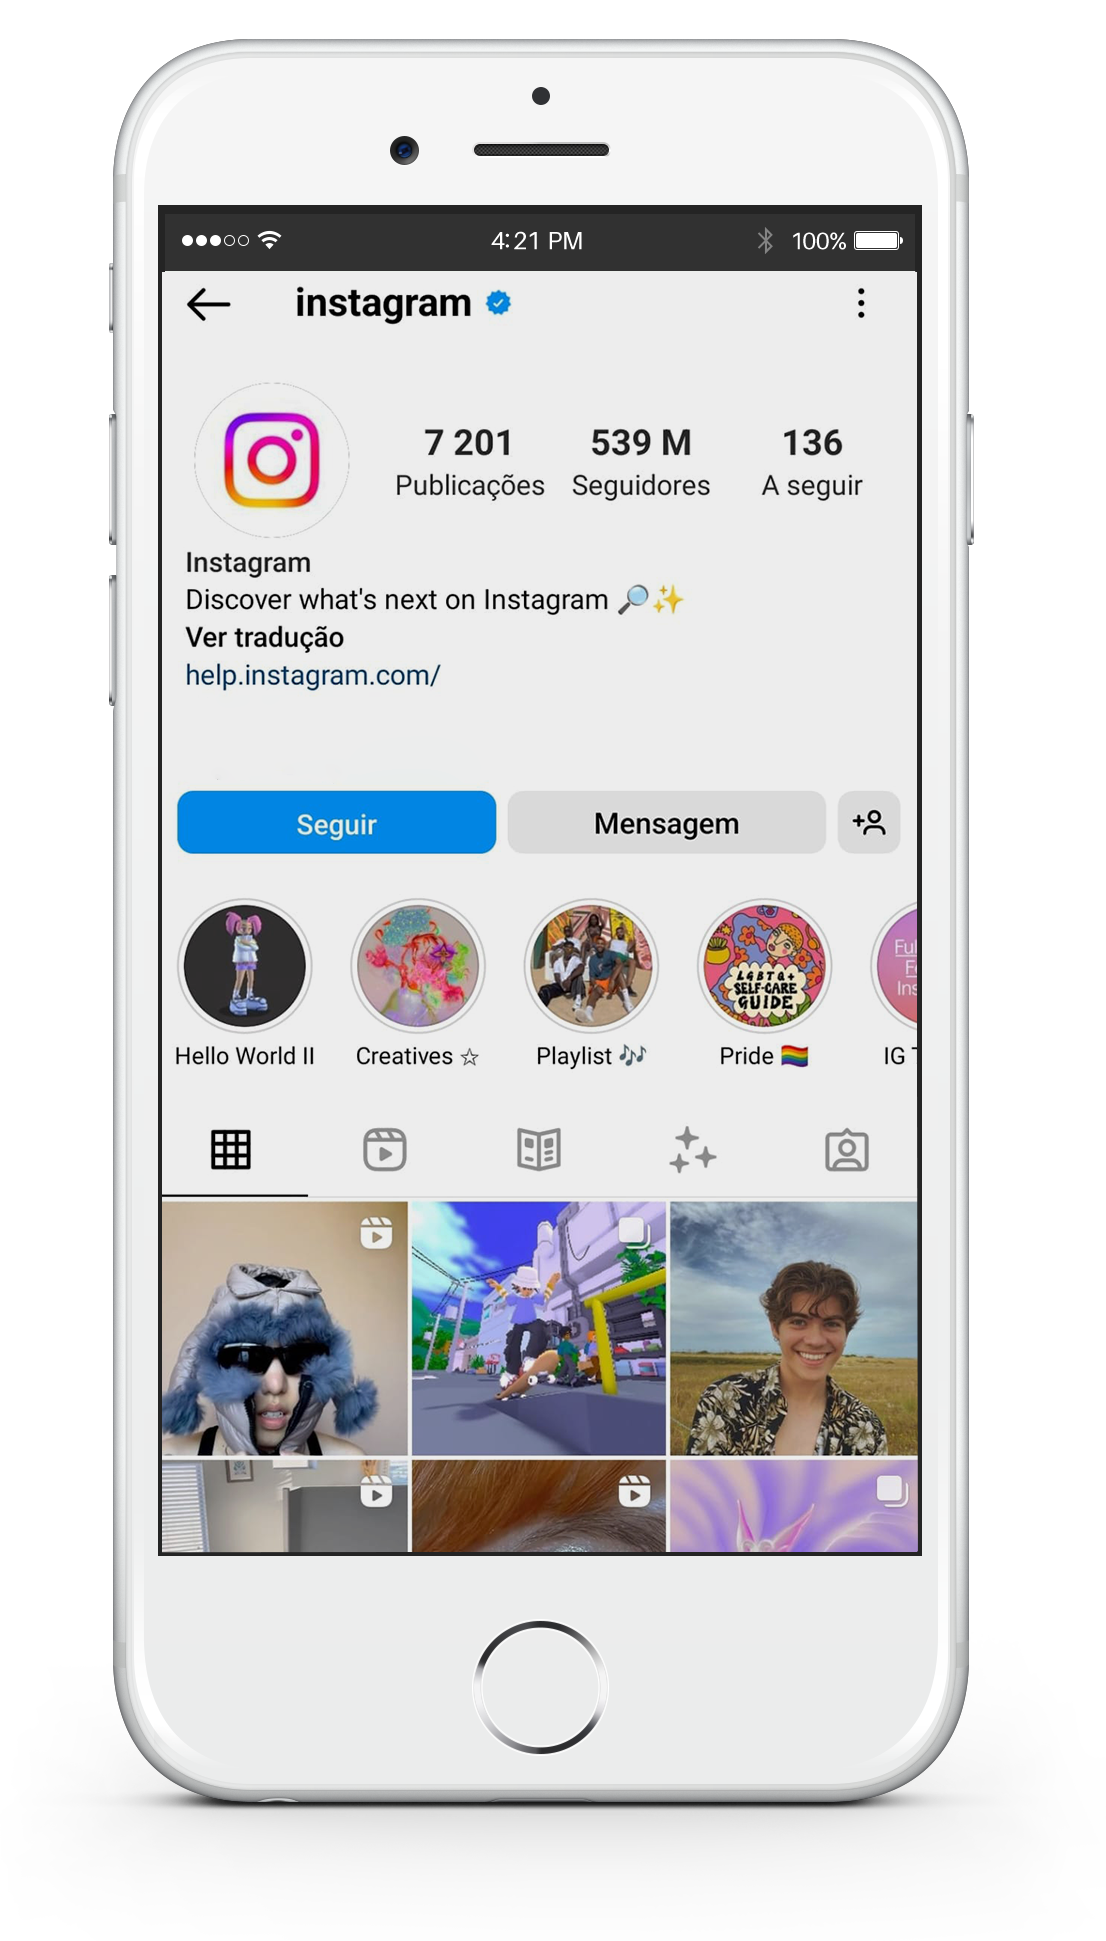 4:21 PM 100%
instagram
7 201 539 M 136
Publicações Seguidores A seguir
Instagram
Discover what's next on Instagram 🔎✨
Ver tradução
help.instagram.com/
Seguir Mensagem
LGBTQ+
SELF-CARE
GUIDE
Hello World II Creatives ☆ Playlist 🎶 Pride 🏳️‍🌈 IG